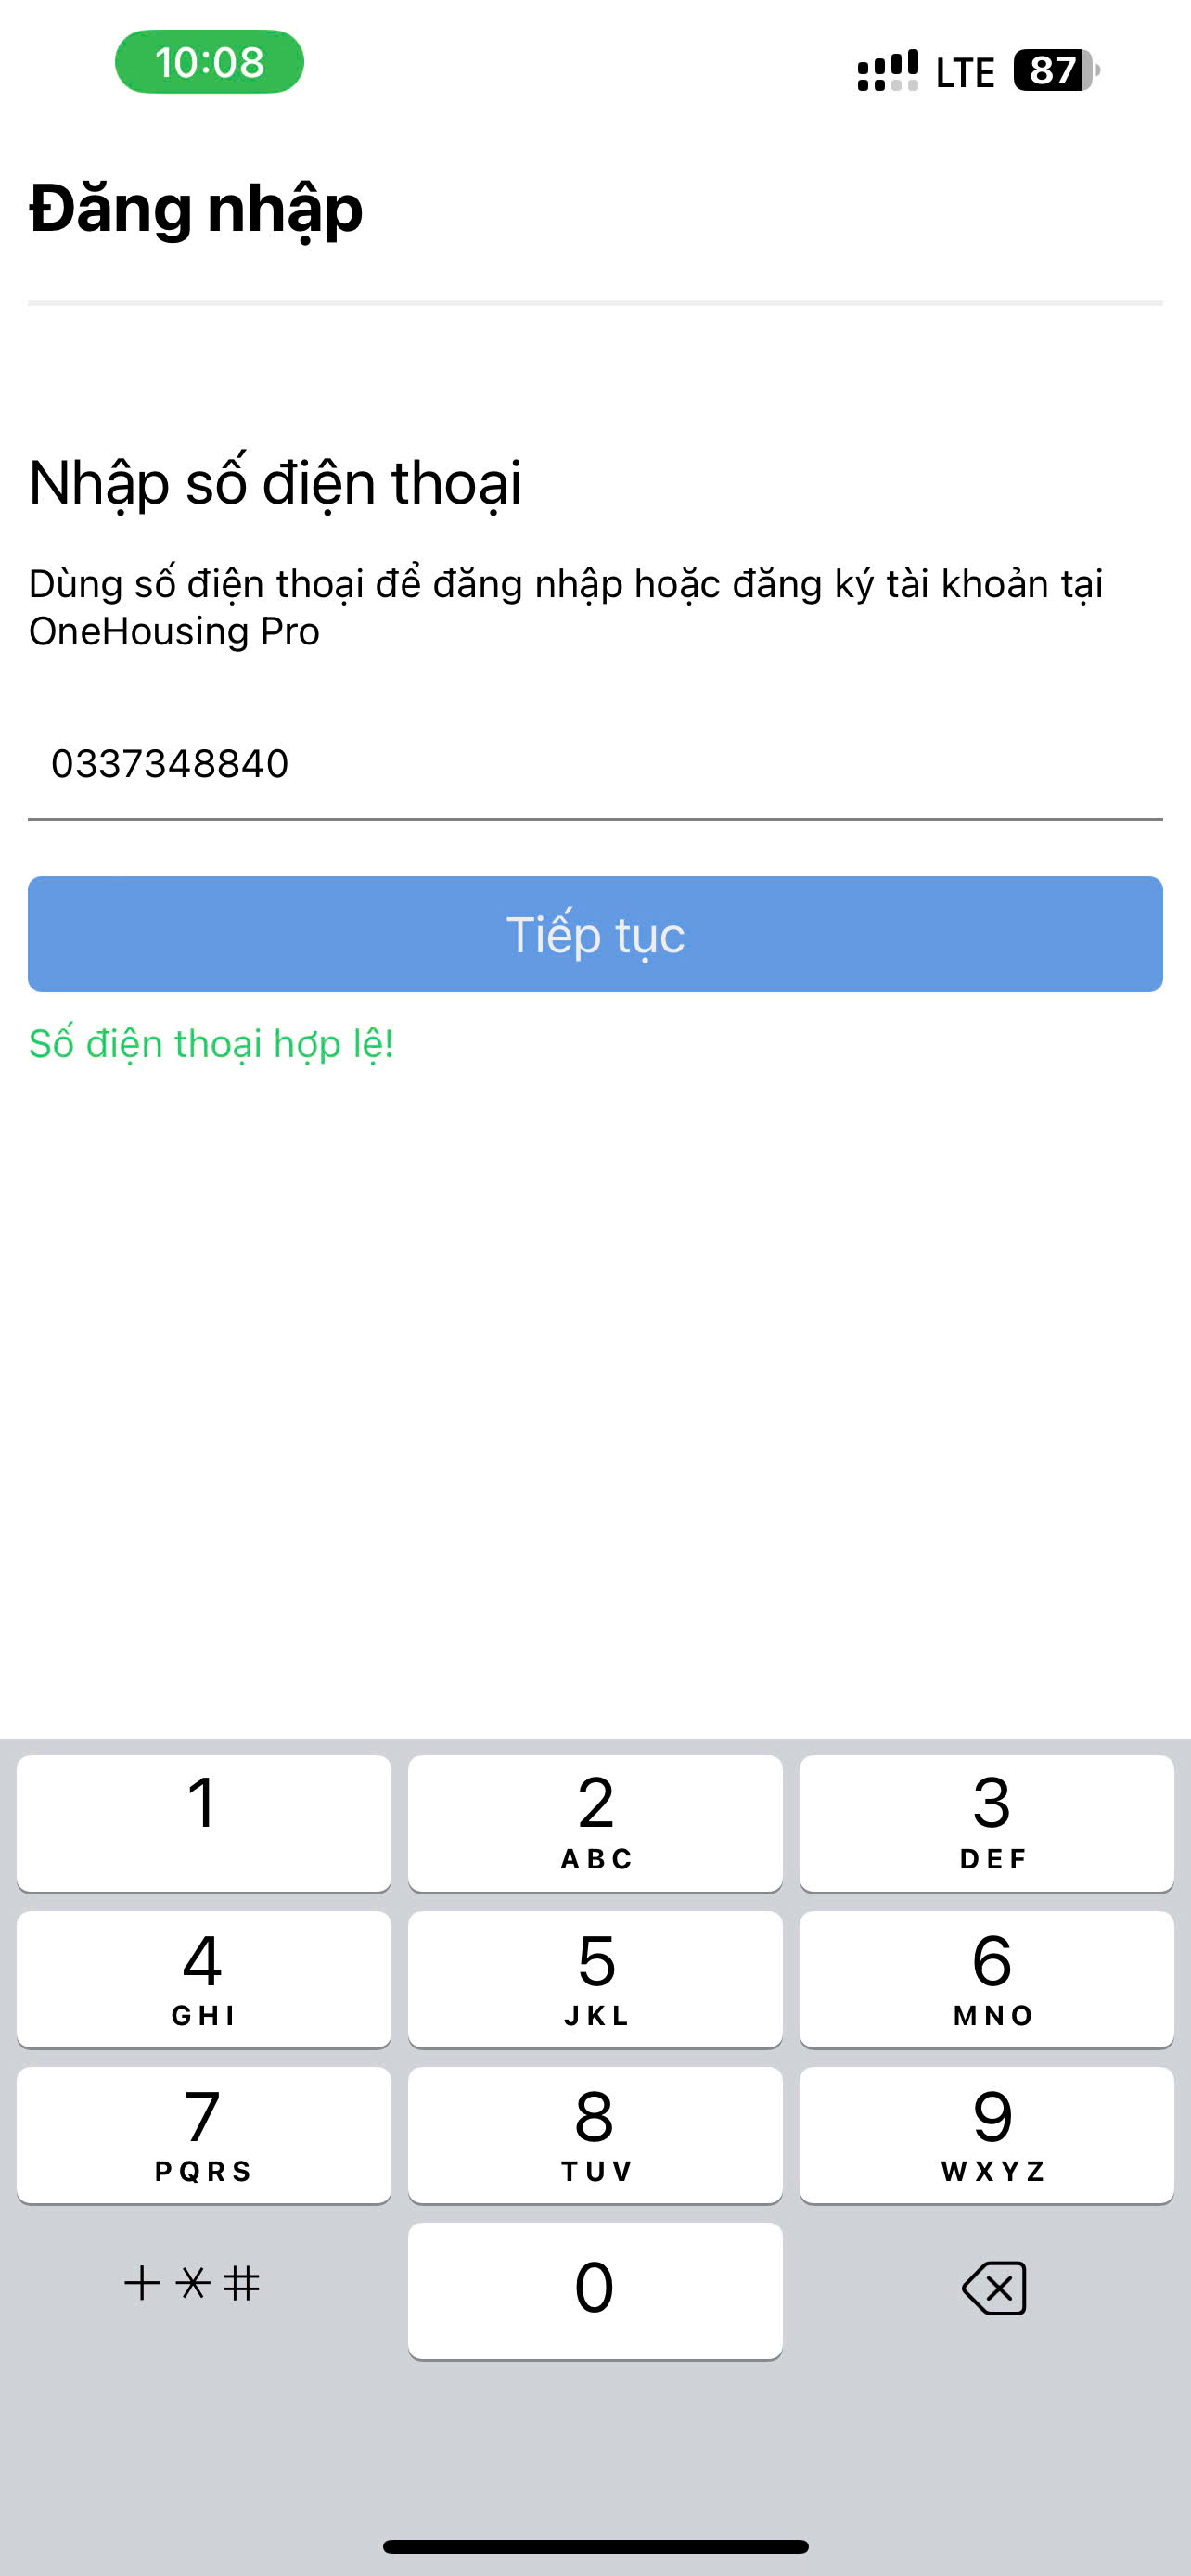 10:08
LTE 87
Đăng nhập
Nhập số điện thoại
Dùng số điện thoại để đăng nhập hoặc đăng ký tài khoản tại
OneHousing Pro
0337348840
Tiếp tục
Số điện thoại hợp lệ!
1 2 3
ABC DEF
4 5 6
GHI JKL MNO
7 8 9
PQRS TUV WXYZ
+*# 0